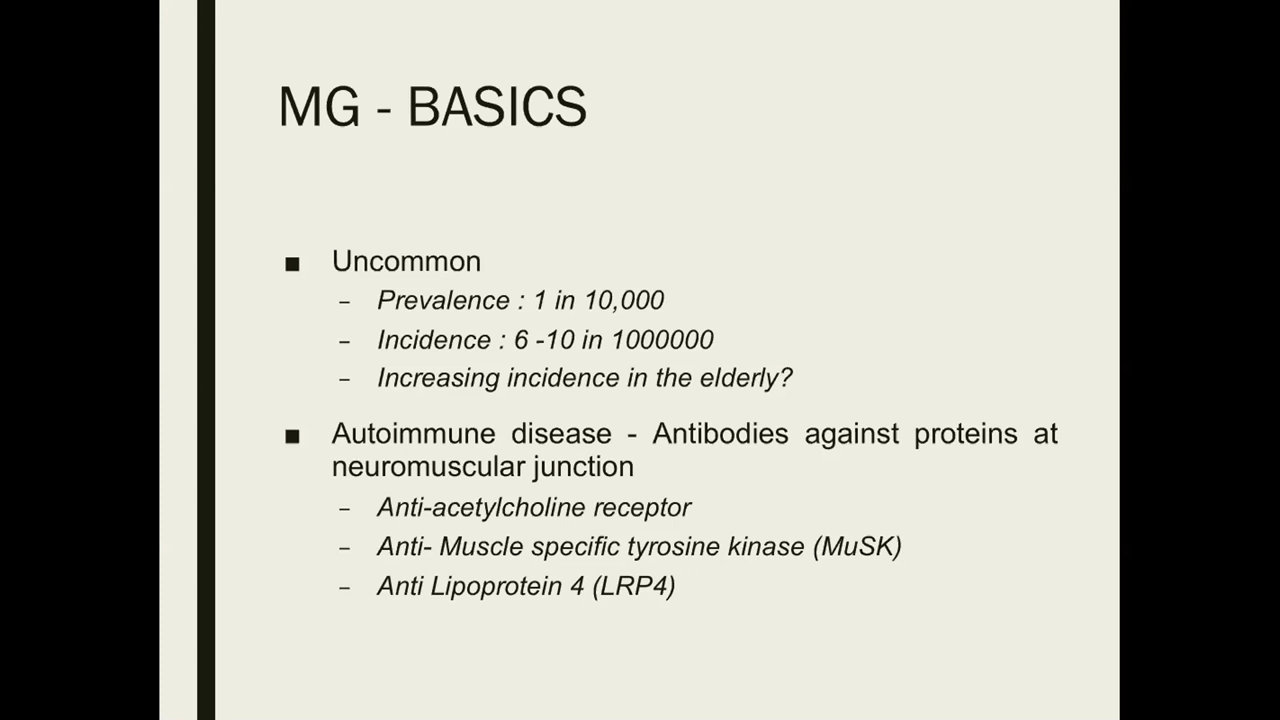 MG - BASICS
■ Uncommon
– Prevalence : 1 in 10,000
– Incidence : 6 -10 in 1000000
– Increasing incidence in the elderly?
■ Autoimmune disease - Antibodies against proteins at
neuromuscular junction
– Anti-acetylcholine receptor
– Anti- Muscle specific tyrosine kinase (MuSK)
– Anti Lipoprotein 4 (LRP4)